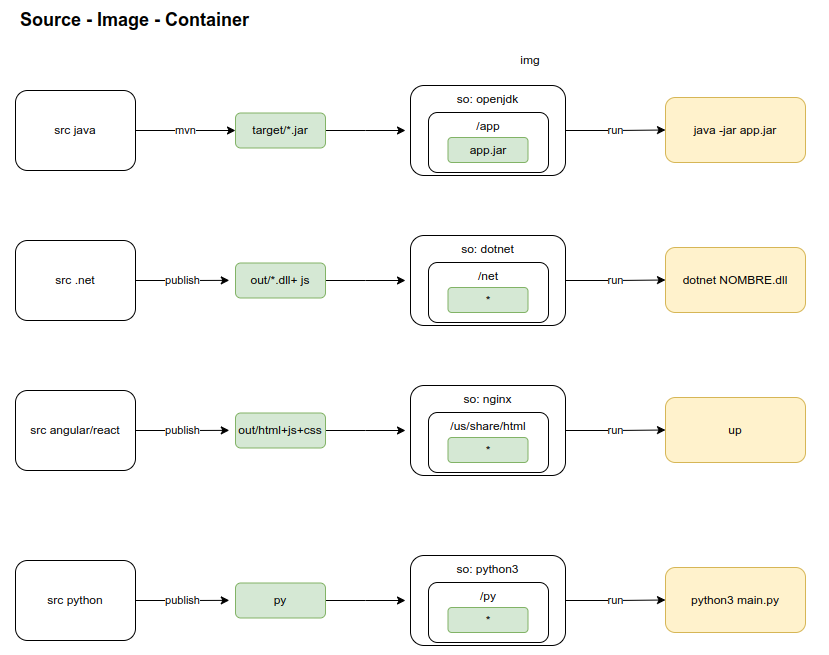 Source - Image - Container
img
src java
mvn
target/*.jar
so: openjdk
/app
app.jar
run
java -jar app.jar
src .net
publish
out/*.dll+ js
so: dotnet
/net
*
run
dotnet NOMBRE.dll
src angular/react
publish
out/html+js+css
so: nginx
/us/share/html
*
run
up
src python
publish
py
so: python3
/py
*
run
python3 main.py